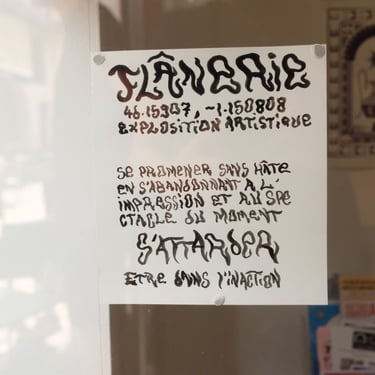 FLÂNERIE
46.15907, -1.150808
EXPLOSITION ARTISTIQUE
SE PROMENER SANS HÂTE
EN S'ABANDONNANT A L'
IMPRESSION ET AU SPE
CTACLE DU MOMENT
S'ATTARDER
ETRE DANS L'INACTION